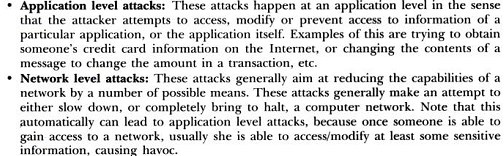 • Application level attacks: These attacks happen at an application level in the sense
that the attacker attempts to access, modify or prevent access to information of a
particular application, or the application itself. Examples of this are trying to obtain
someone's credit card information on the Internet, or changing the contents of a
message to change the amount in a transaction, etc.
• Network level attacks: These attacks generally aim at reducing the capabilities of a
network by a number of possible means. These attacks generally make an attempt to
either slow down, or completely bring to halt, a computer network. Note that this
automatically can lead to application level attacks, because once someone is able to
gain access to a network, usually she is able to access/modify at least some sensitive
information, causing havoc.